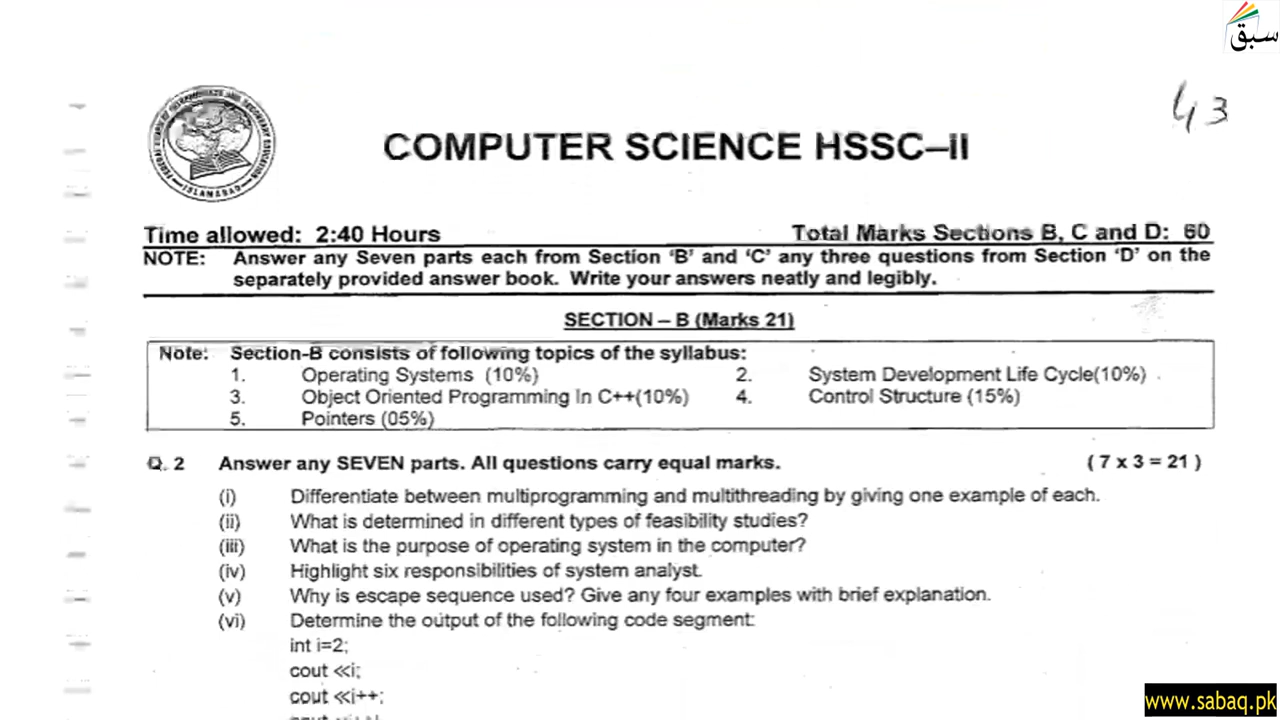 سبق
43
COMPUTER SCIENCE HSSC–II
Time allowed: 2:40 Hours Total Marks Sections B, C and D: 60
NOTE: Answer any Seven parts each from Section ‘B’ and ‘C’ any three questions from Section ‘D’ on the
separately provided answer book. Write your answers neatly and legibly.
SECTION – B (Marks 21)
Note: Section-B consists of following topics of the syllabus:
1. Operating Systems (10%) 2. System Development Life Cycle(10%)
3. Object Oriented Programming In C++(10%) 4. Control Structure (15%)
5. Pointers (05%)
Q. 2 Answer any SEVEN parts. All questions carry equal marks. ( 7 x 3 = 21 )
(i) Differentiate between multiprogramming and multithreading by giving one example of each.
(ii) What is determined in different types of feasibility studies?
(iii) What is the purpose of operating system in the computer?
(iv) Highlight six responsibilities of system analyst.
(v) Why is escape sequence used? Give any four examples with brief explanation.
(vi) Determine the output of the following code segment:
int i=2;
cout <<i;
cout <<i++;
www.sabaq.pk
ISLAMABAD